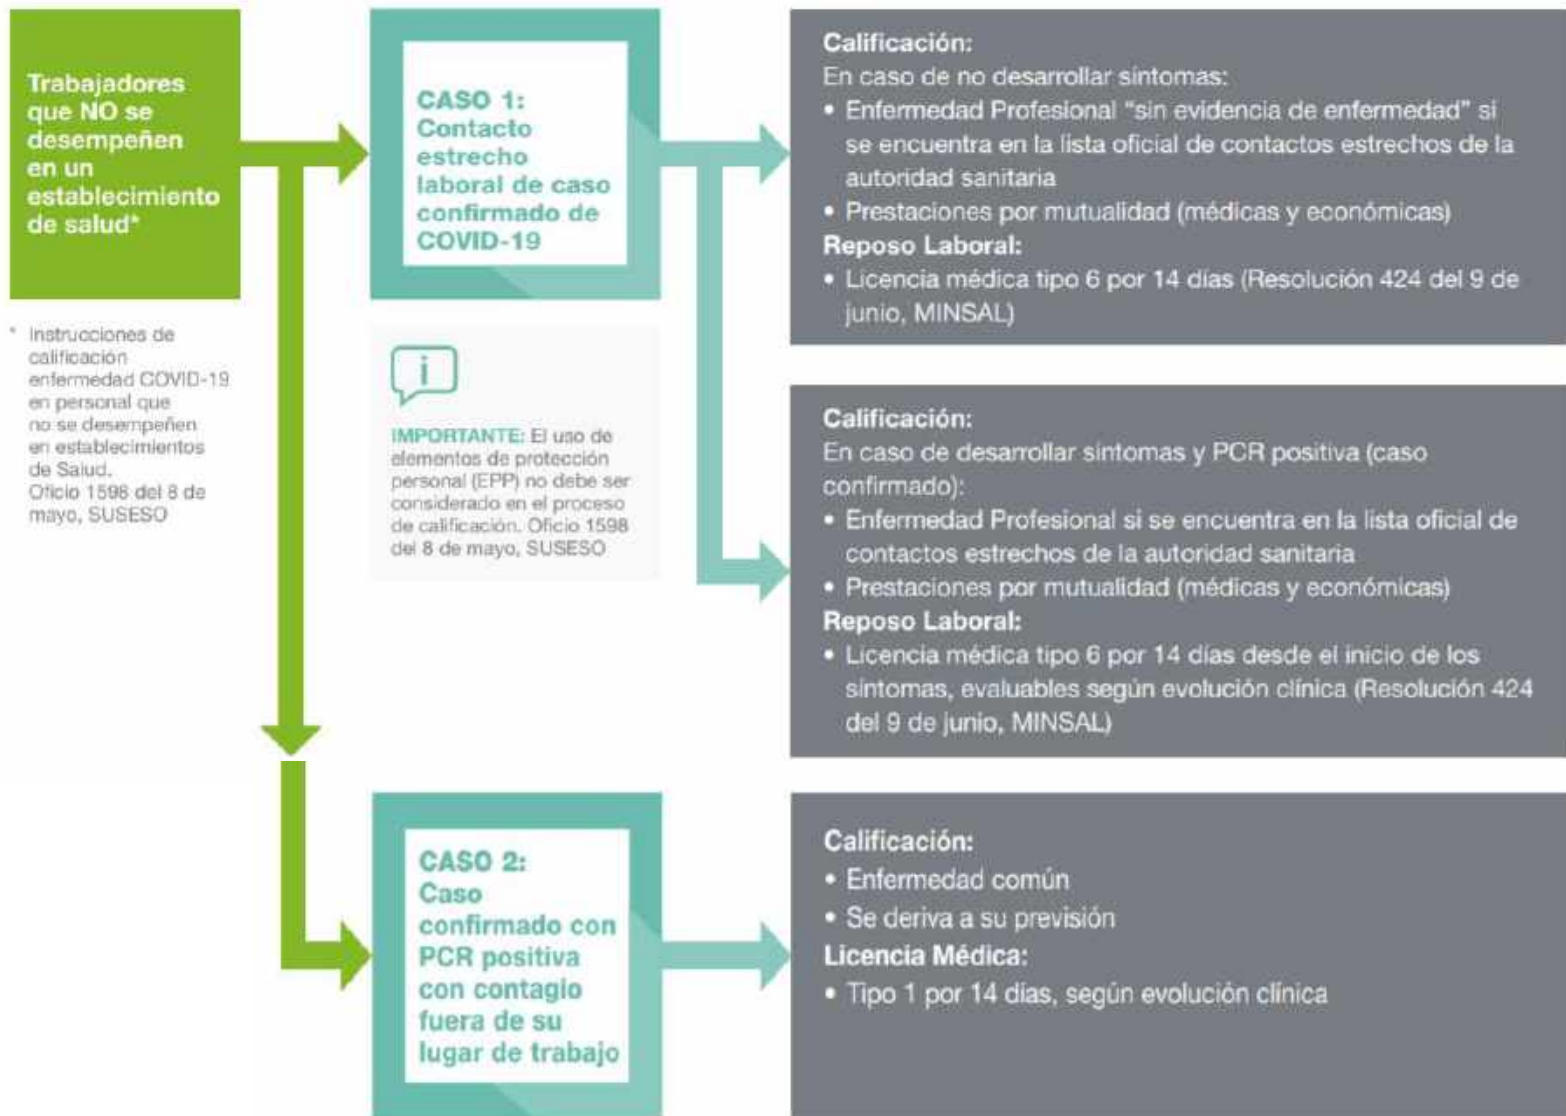 Trabajadores
que NO se
desempeñen
en un
establecimiento
de salud*
* Instrucciones de
calificación
enfermedad COVID-19
en personal que
no se desempeñen
en establecimientos
de Salud.
Oficio 1598 del 8 de
mayo, SUSESO
CASO 1:
Contacto
estrecho
laboral de caso
confirmado de
COVID-19
i
IMPORTANTE: El uso de
elementos de protección
personal (EPP) no debe ser
considerado en el proceso
de calificación. Oficio 1598
del 8 de mayo, SUSESO
Calificación:
En caso de no desarrollar síntomas:
• Enfermedad Profesional “sin evidencia de enfermedad” si
se encuentra en la lista oficial de contactos estrechos de la
autoridad sanitaria
• Prestaciones por mutualidad (médicas y económicas)
Reposo Laboral:
• Licencia médica tipo 6 por 14 días (Resolución 424 del 9 de
junio, MINSAL)
Calificación:
En caso de desarrollar síntomas y PCR positiva (caso
confirmado):
• Enfermedad Profesional si se encuentra en la lista oficial de
contactos estrechos de la autoridad sanitaria
• Prestaciones por mutualidad (médicas y económicas)
Reposo Laboral:
• Licencia médica tipo 6 por 14 días desde el inicio de los
síntomas, evaluables según evolución clínica (Resolución 424
del 9 de junio, MINSAL)
CASO 2:
Caso
confirmado con
PCR positiva
con contagio
fuera de su
lugar de trabajo
Calificación:
• Enfermedad común
• Se deriva a su previsión
Licencia Médica:
• Tipo 1 por 14 días, según evolución clínica